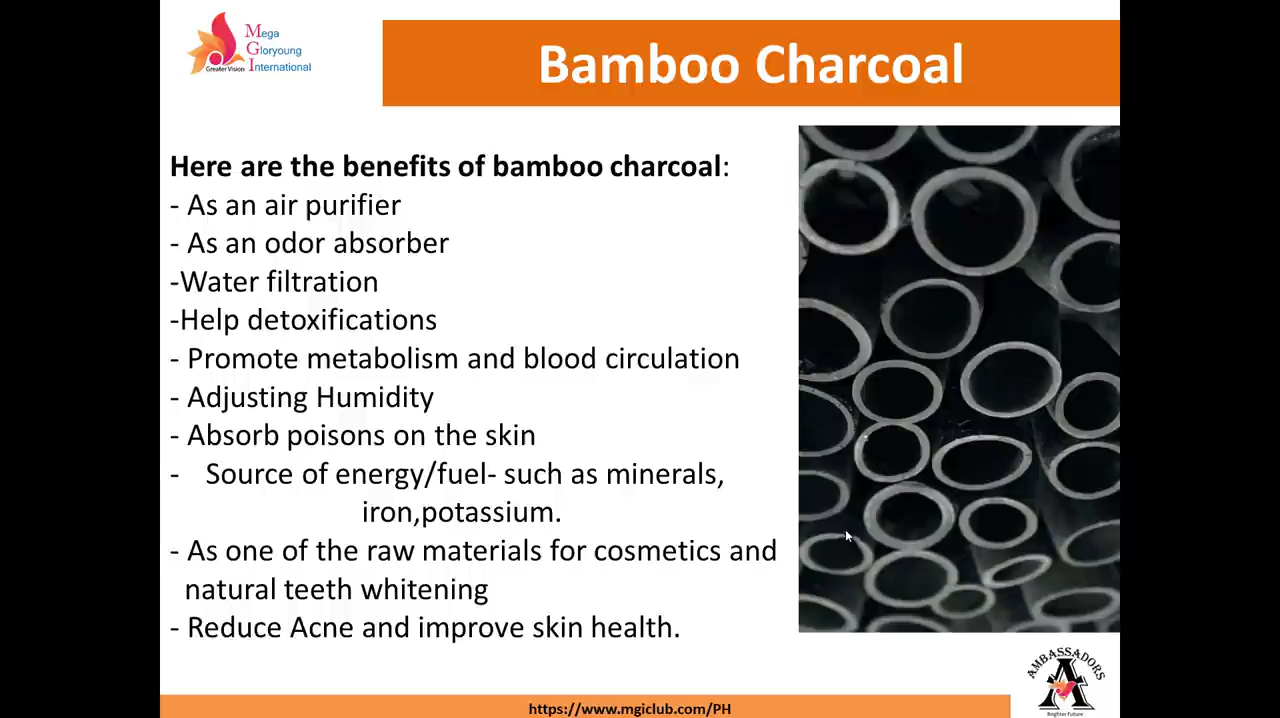 Mega
Gloryoung
International
Greater Vision
Bamboo Charcoal
Here are the benefits of bamboo charcoal:
- As an air purifier
- As an odor absorber
-Water filtration
-Help detoxifications
- Promote metabolism and blood circulation
- Adjusting Humidity
- Absorb poisons on the skin
- Source of energy/fuel- such as minerals,
iron,potassium.
- As one of the raw materials for cosmetics and
natural teeth whitening
- Reduce Acne and improve skin health.
AMBASSADORS
A
Brighter Future
https://www.mgiclub.com/PH